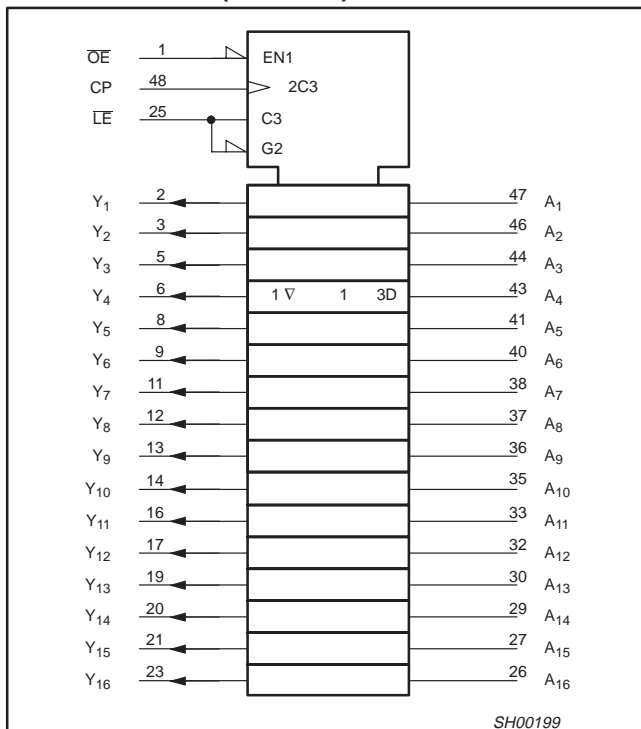 OE 1 EN1
CP 48 2C3
LE 25 C3
G2
Y1 2 47 A1
Y2 3 46 A2
Y3 5 44 A3
Y4 6 1 ∇ 1 3D 43 A4
Y5 8 41 A5
Y6 9 40 A6
Y7 11 38 A7
Y8 12 37 A8
Y9 13 36 A9
Y10 14 35 A10
Y11 16 33 A11
Y12 17 32 A12
Y13 19 30 A13
Y14 20 29 A14
Y15 21 27 A15
Y16 23 26 A16
SH00199